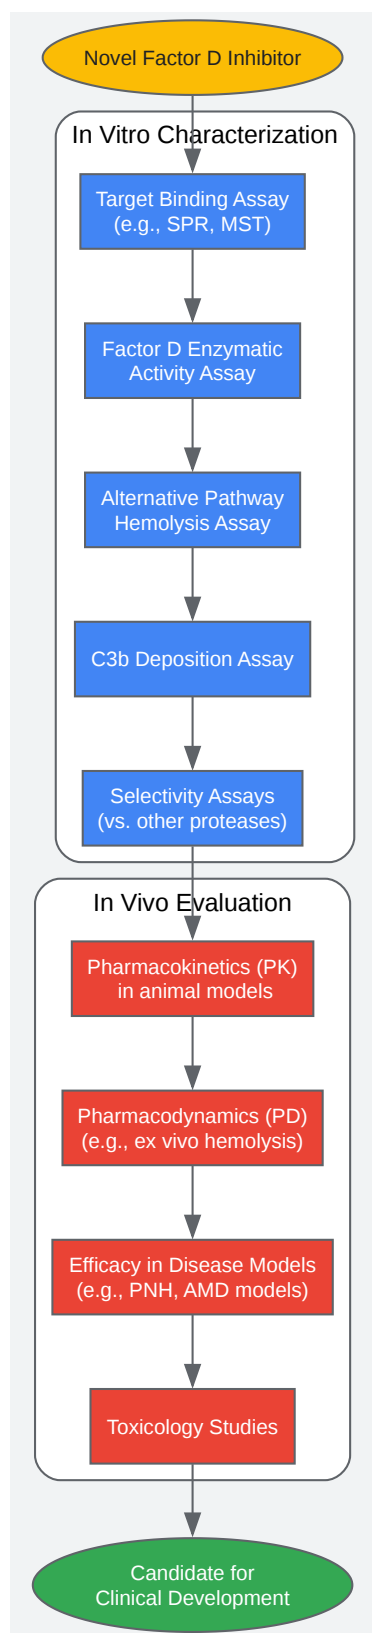 Novel Factor D Inhibitor
In Vitro Characterization
Target Binding Assay
(e.g., SPR, MST)
Factor D Enzymatic
Activity Assay
Alternative Pathway
Hemolysis Assay
C3b Deposition Assay
Selectivity Assays
(vs. other proteases)
In Vivo Evaluation
Pharmacokinetics (PK)
in animal models
Pharmacodynamics (PD)
(e.g., ex vivo hemolysis)
Efficacy in Disease Models
(e.g., PNH, AMD models)
Toxicology Studies
Candidate for
Clinical Development